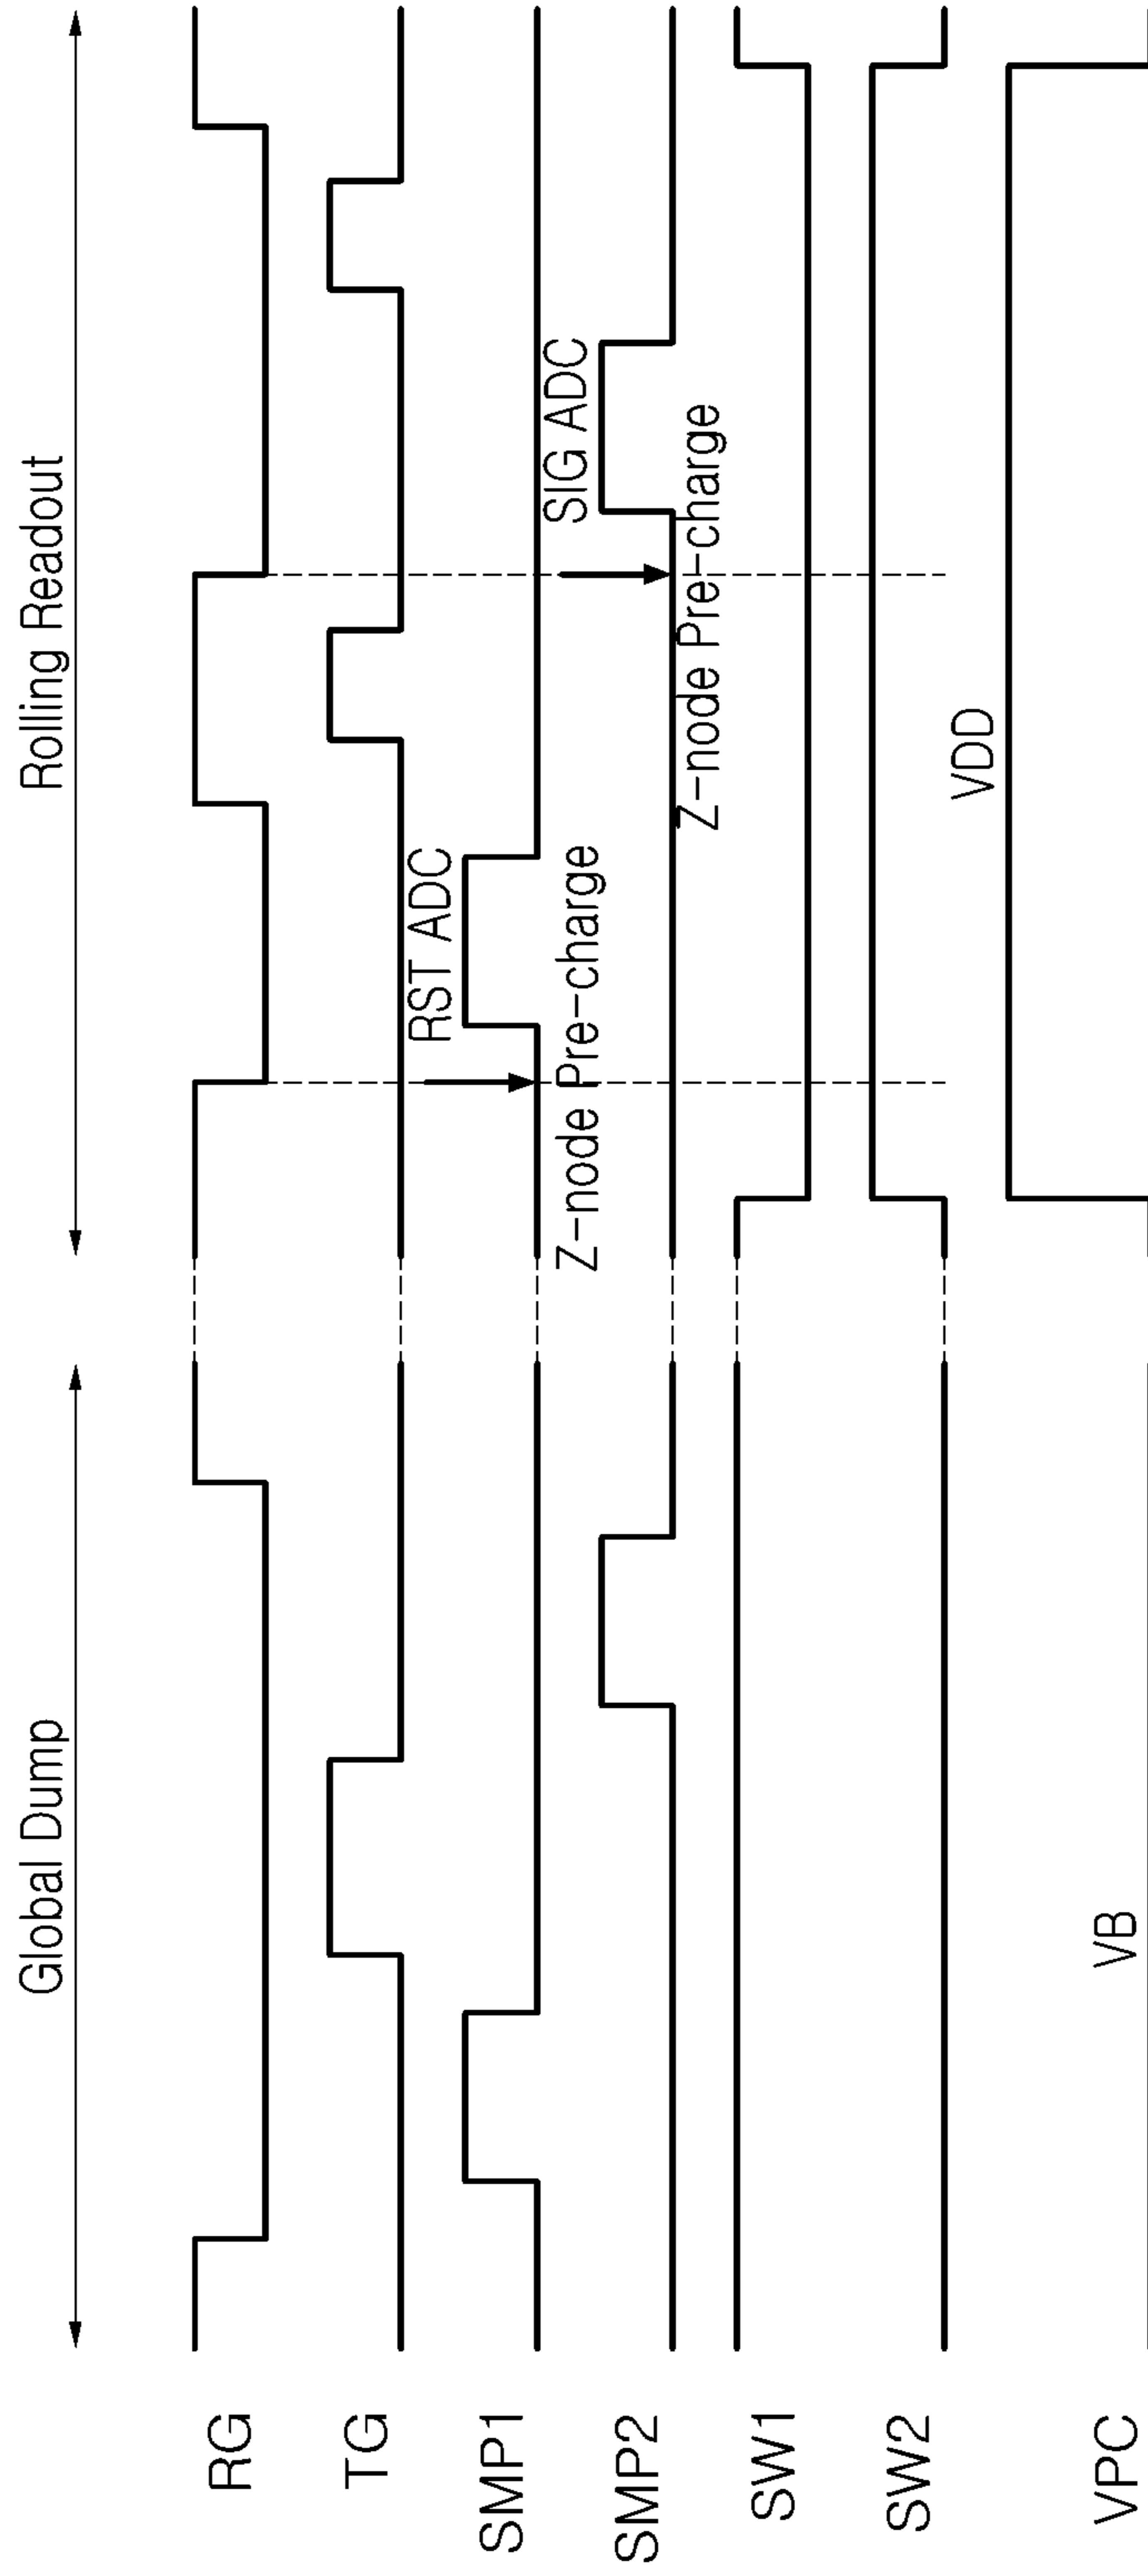 Global Dump
Rolling Readout
RG
TG
SMP1
RST ADC
Z-node Pre-charge
SMP2
SIG ADC
Z-node Pre-charge
SW1
SW2
VPC
VB
VDD